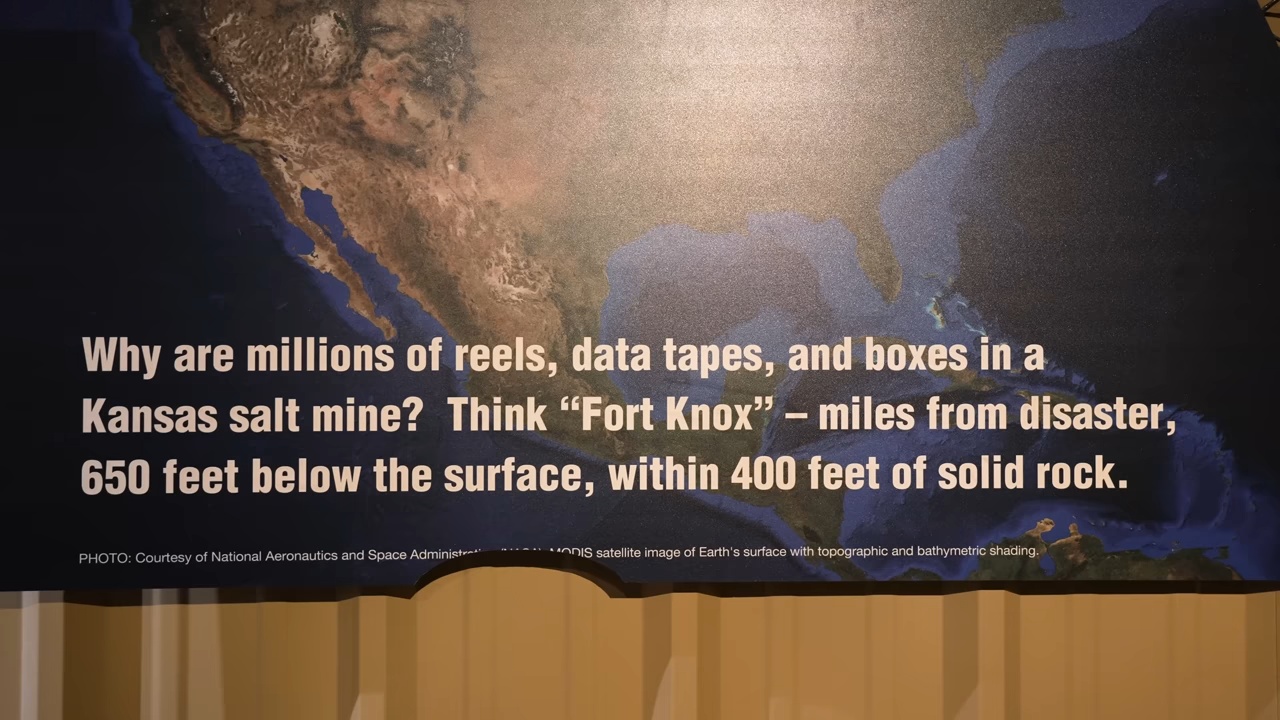 Why are millions of reels, data tapes, and boxes in a
Kansas salt mine? Think “Fort Knox” – miles from disaster,
650 feet below the surface, within 400 feet of solid rock.
PHOTO: Courtesy of National Aeronautics and Space MODIS satellite image of Earth's surface with topographic and bathymetric shading.